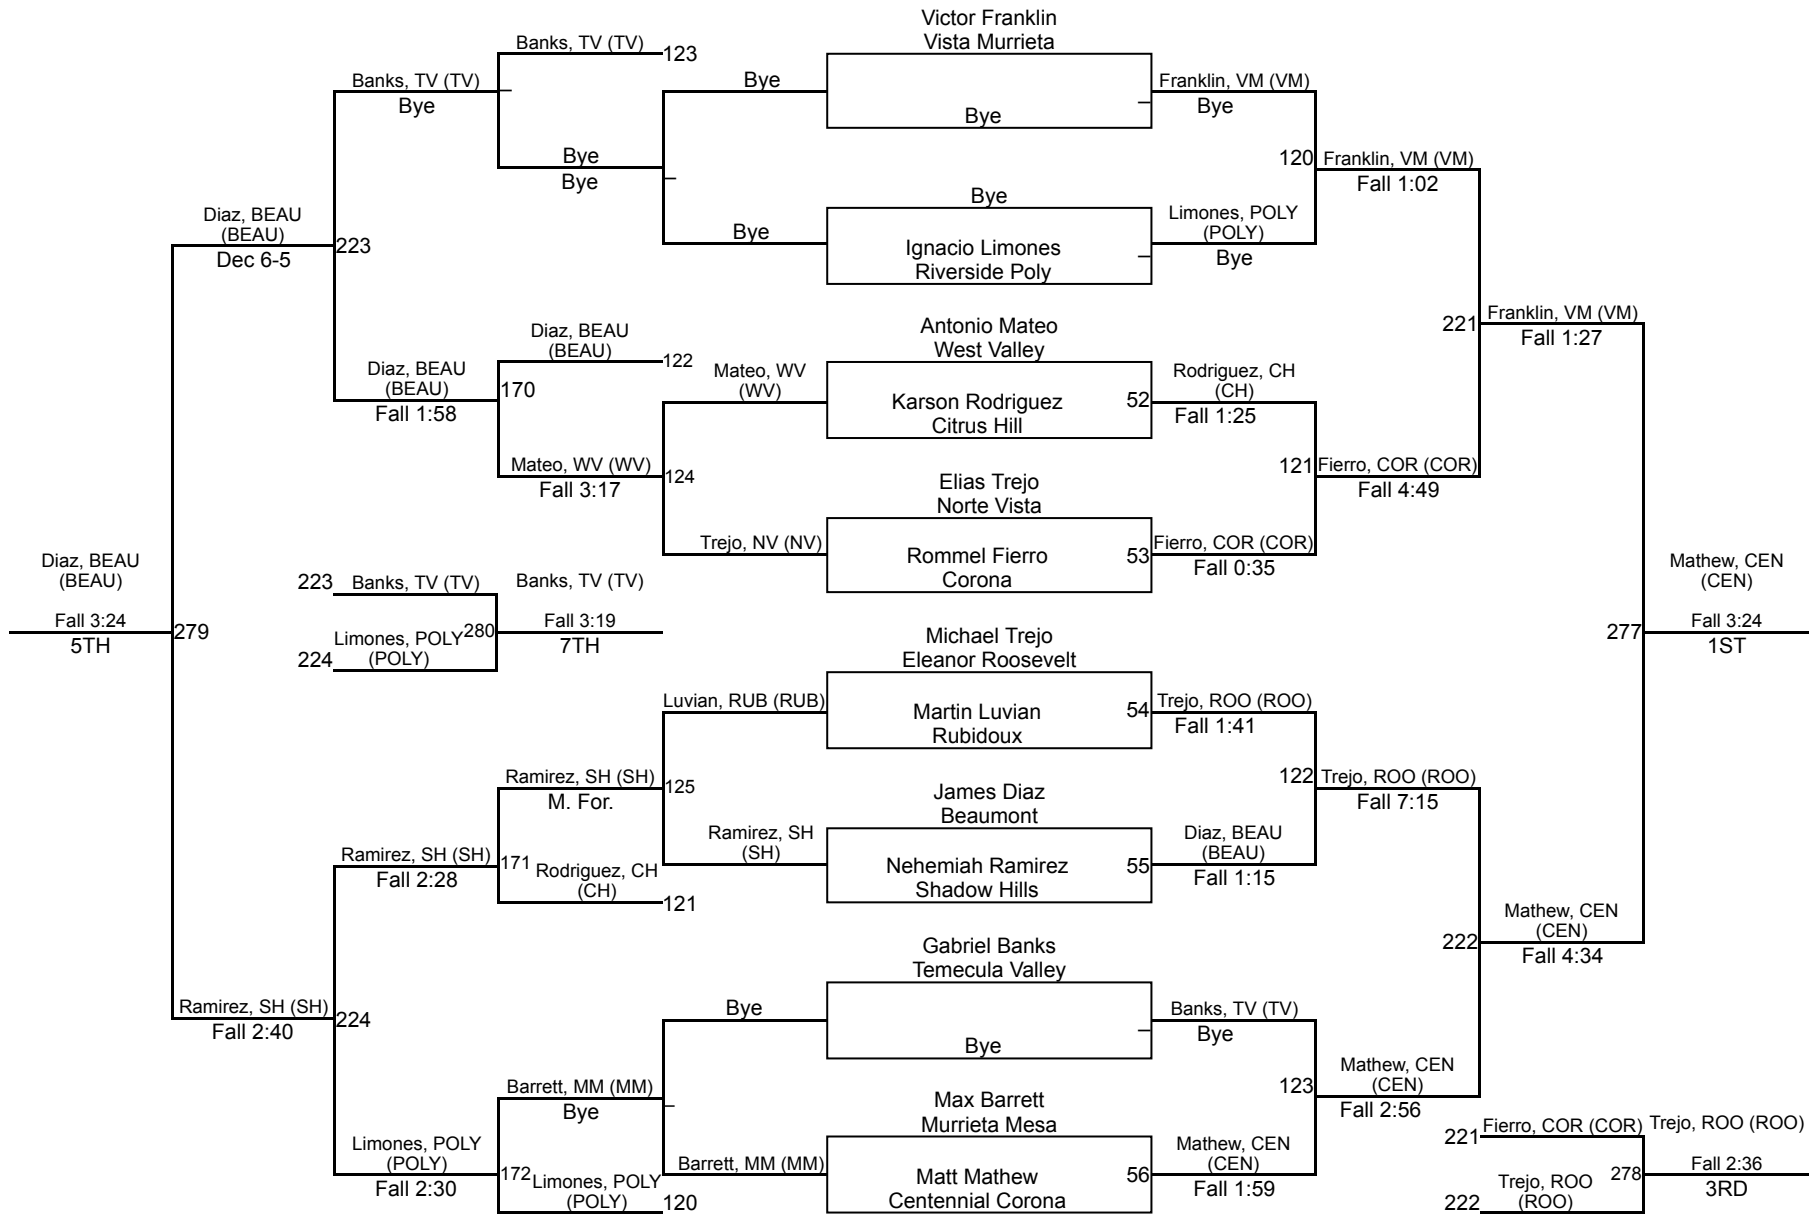 Victor Franklin
Vista Murrieta
Banks, TV (TV)
123
Banks, TV (TV)
Bye
Bye
Franklin, VM (VM)
Bye
Bye
Bye
Bye
120
Franklin, VM (VM)
Fall 1:02
Bye
Diaz, BEAU
(BEAU)
Dec 6-5
223
Bye
Ignacio Limones
Riverside Poly
Limones, POLY
(POLY)
Bye
221
Franklin, VM (VM)
Fall 1:27
Antonio Mateo
West Valley
Diaz, BEAU
(BEAU)
122
Diaz, BEAU
(BEAU)
Fall 1:58
170
Mateo, WV
(WV)
Karson Rodriguez
Citrus Hill
52
Rodriguez, CH
(CH)
Fall 1:25
Mateo, WV (WV)
Fall 3:17
124
121
Fierro, COR (COR)
Fall 4:49
Elias Trejo
Norte Vista
Trejo, NV (NV)
Rommel Fierro
Corona
53
Fierro, COR (COR)
Fall 0:35
Diaz, BEAU
(BEAU)
Fall 3:24
5TH
279
223
Banks, TV (TV)
Limones, POLY
(POLY)
224
280
Banks, TV (TV)
Fall 3:19
7TH
277
Mathew, CEN
(CEN)
Fall 3:24
1ST
Michael Trejo
Eleanor Roosevelt
Luvian, RUB (RUB)
Martin Luvian
Rubidoux
54
Trejo, ROO (ROO)
Fall 1:41
Ramirez, SH (SH)
M. For.
125
122
Trejo, ROO (ROO)
Fall 7:15
James Diaz
Beaumont
Ramirez, SH
(SH)
Nehemiah Ramirez
Shadow Hills
55
Diaz, BEAU
(BEAU)
Fall 1:15
Ramirez, SH (SH)
Fall 2:28
171
Rodriguez, CH
(CH)
121
222
Mathew, CEN
(CEN)
Fall 4:34
Gabriel Banks
Temecula Valley
Ramirez, SH (SH)
Fall 2:40
224
Bye
Bye
Banks, TV (TV)
Bye
Barrett, MM (MM)
Bye
123
Mathew, CEN
(CEN)
Fall 2:56
Max Barrett
Murrieta Mesa
Limones, POLY
(POLY)
Fall 2:30
172
Limones, POLY
(POLY)
120
Barrett, MM (MM)
Matt Mathew
Centennial Corona
56
Mathew, CEN
(CEN)
Fall 1:59
221
Fierro, COR (COR)
222
Trejo, ROO
(ROO)
278
Trejo, ROO (ROO)
Fall 2:36
3RD